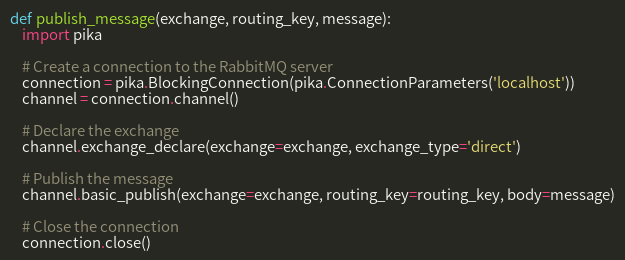 def publish_message(exchange, routing_key, message):
    import pika

    # Create a connection to the RabbitMQ server
    connection = pika.BlockingConnection(pika.ConnectionParameters('localhost'))
    channel = connection.channel()

    # Declare the exchange
    channel.exchange_declare(exchange=exchange, exchange_type='direct')

    # Publish the message
    channel.basic_publish(exchange=exchange, routing_key=routing_key, body=message)

    # Close the connection
    connection.close()